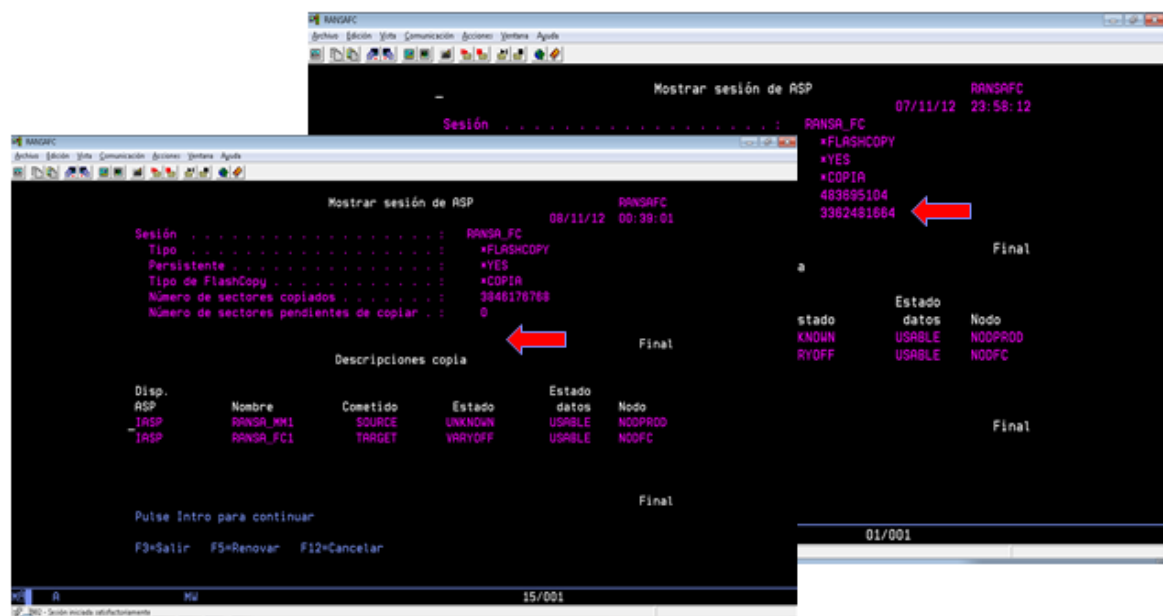 RANSAFC
Archivo Edición Vista Comunicación Acciones Ventana Ayuda
Mostrar sesión de ASP RANSAFC
07/11/12 23:58:12
Sesión . . . . . . . . . . . . . . . . . . : RANSA_FC
*FLASHCOPY
*YES
*COPIA
483695104
3362481664
Final
a
Estado
stado datos Nodo
KNOWN USABLE NODPROD
RYOFF USABLE NODFC
Final
01/001
RANSAFC
Archivo Edición Vista Comunicación Acciones Ventana Ayuda
Mostrar sesión de ASP RANSAFC
08/11/12 00:39:01
Sesión . . . . . . . . . . . . . . . . . . : RANSA_FC
Tipo . . . . . . . . . . . . . . . . . . : *FLASHCOPY
Persistente . . . . . . . . . . . . . . . : *YES
Tipo de FlashCopy . . . . . . . . . . . . : *COPIA
Número de sectores copiados . . . . . . . : 3846176768
Número de sectores pendientes de copiar . : 0
Final
Descripciones copia
Disp. Estado
ASP Nombre Cometido Estado datos Nodo
IASP RANSA_MM1 SOURCE UNKNOWN USABLE NODPROD
IASP RANSA_FC1 TARGET VARYOFF USABLE NODFC
Final
Pulse Intro para continuar
F3=Salir F5=Renovar F12=Cancelar
MA A MW 15/001
I902 - Sesión iniciada satisfactoriamente